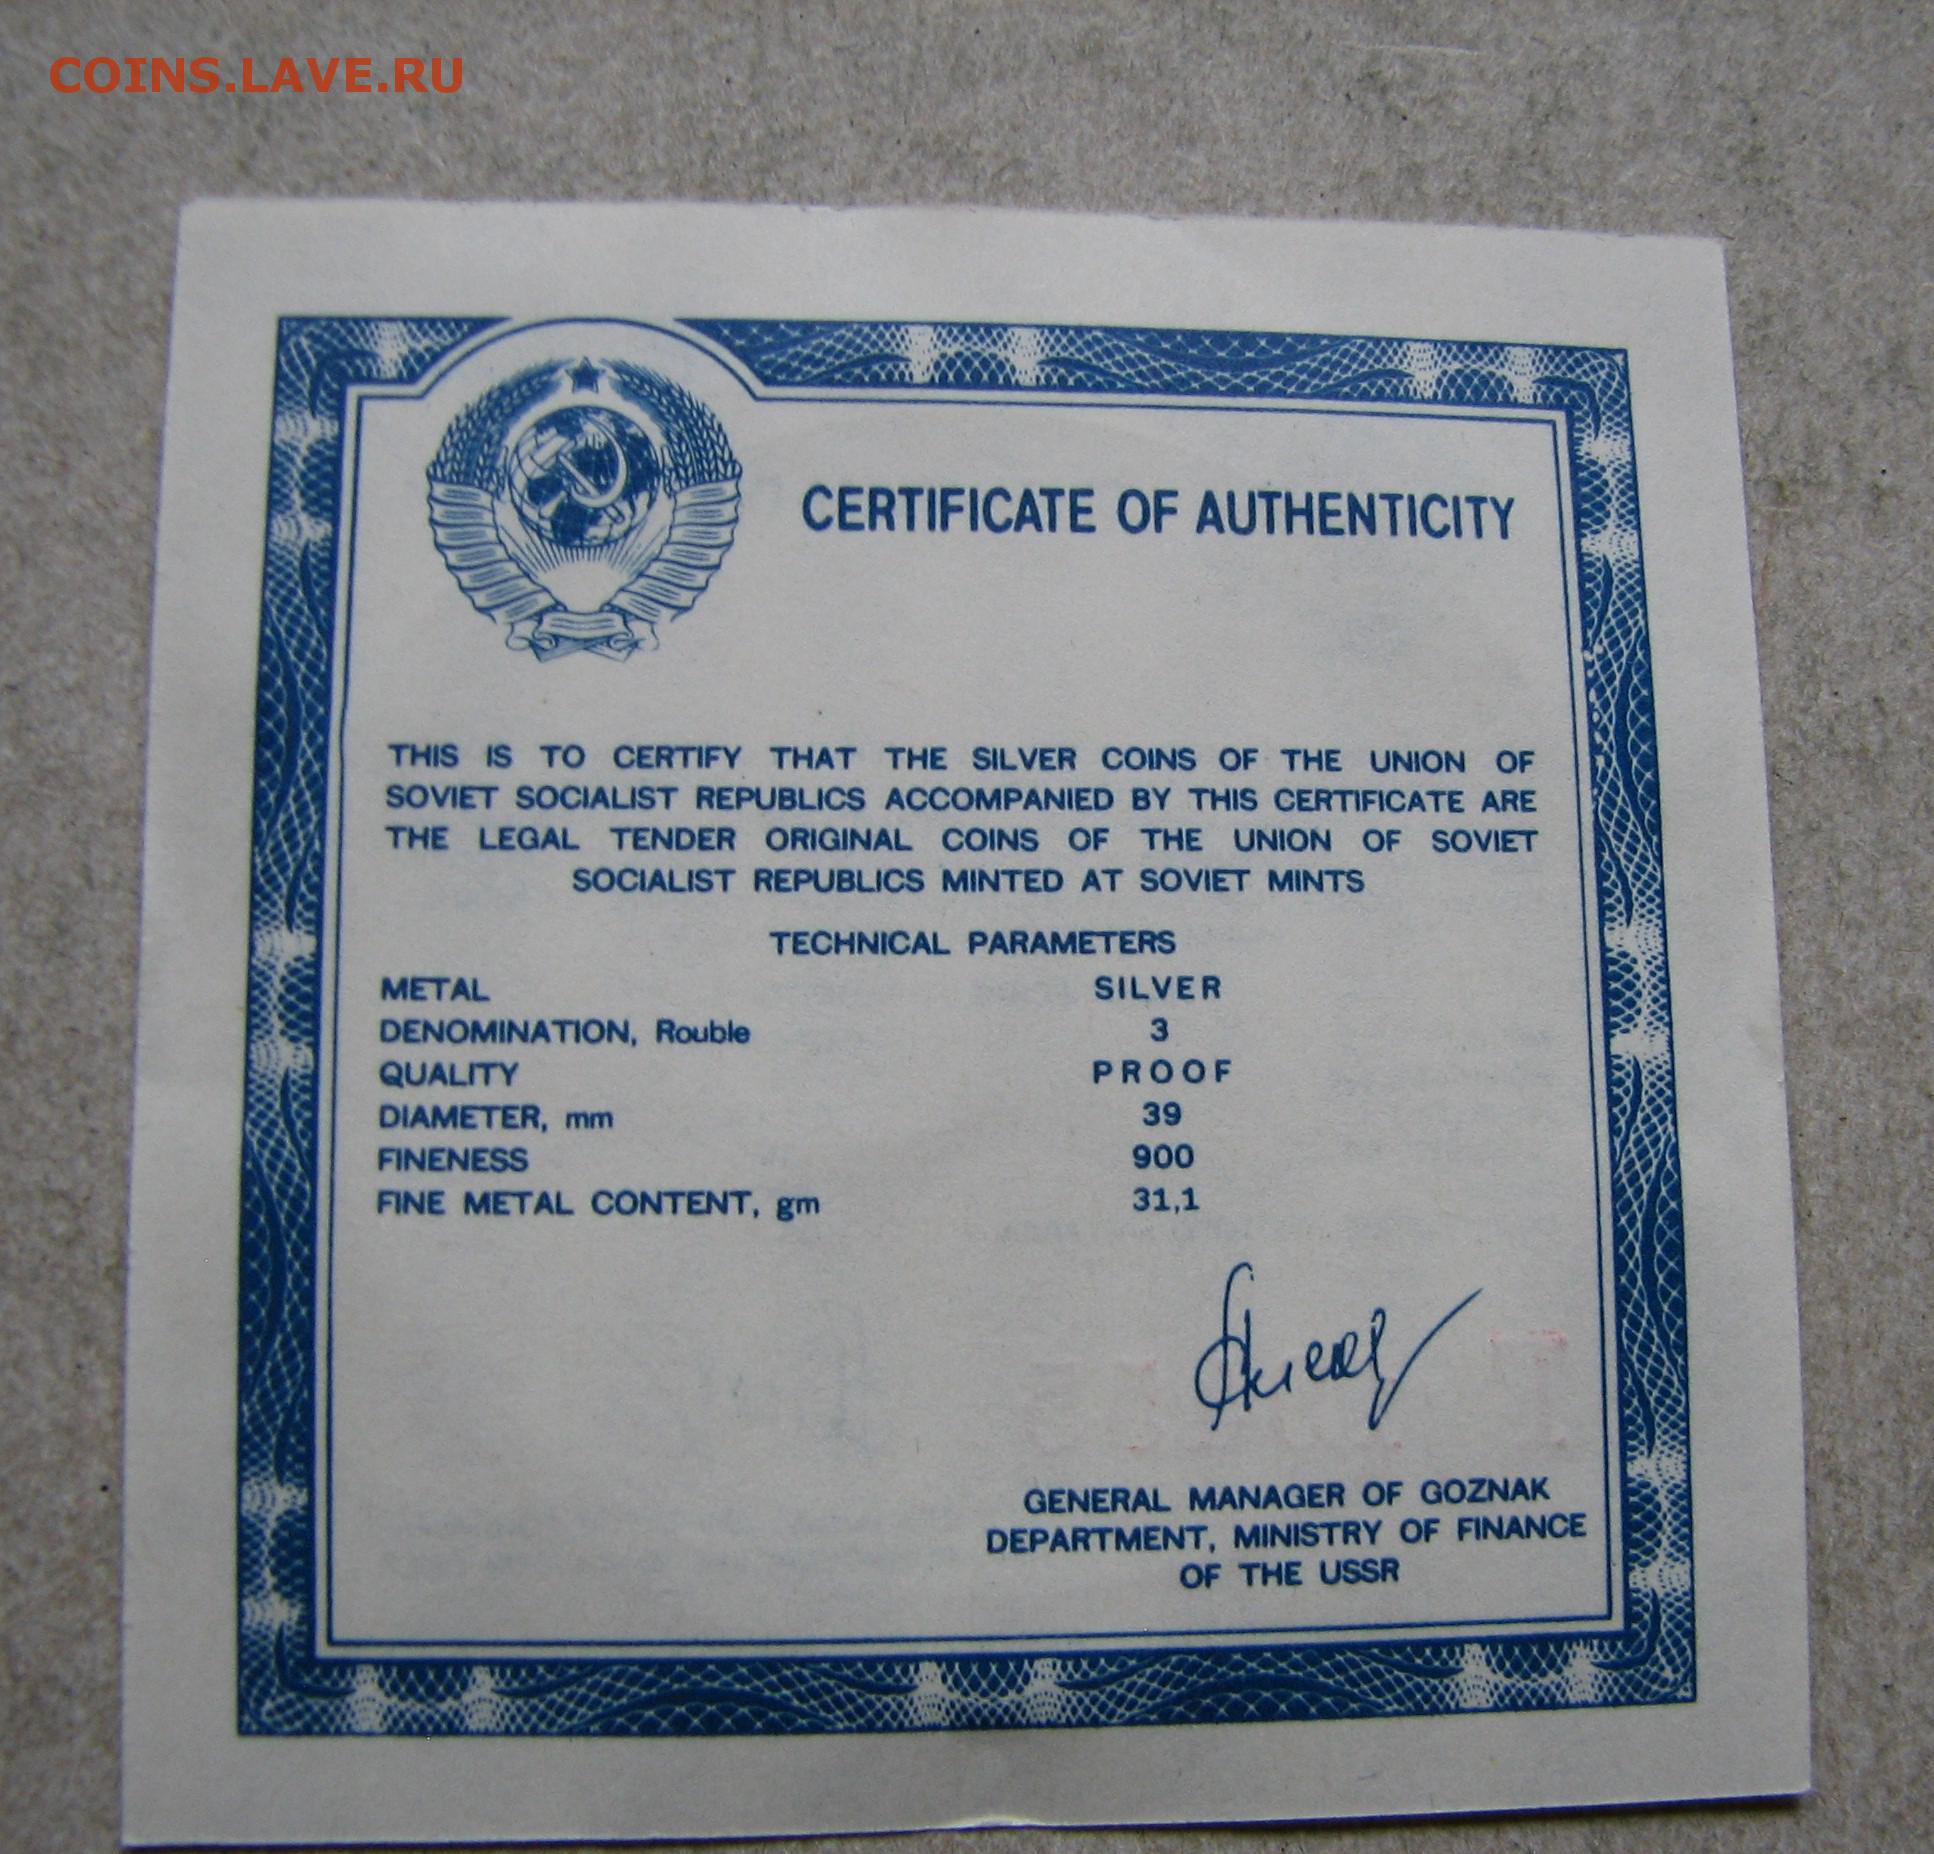 COINS.LAVE.RU
CERTIFICATE OF AUTHENTICITY
THIS IS TO CERTIFY THAT THE SILVER COINS OF THE UNION OF
SOVIET SOCIALIST REPUBLICS ACCOMPANIED BY THIS CERTIFICATE ARE
THE LEGAL TENDER ORIGINAL COINS OF THE UNION OF SOVIET
SOCIALIST REPUBLICS MINTED AT SOVIET MINTS
TECHNICAL PARAMETERS
METAL SILVER
DENOMINATION, Rouble 3
QUALITY PROOF
DIAMETER, mm 39
FINENESS 900
FINE METAL CONTENT, gm 31,1
GENERAL MANAGER OF GOZNAK
DEPARTMENT, MINISTRY OF FINANCE
OF THE USSR